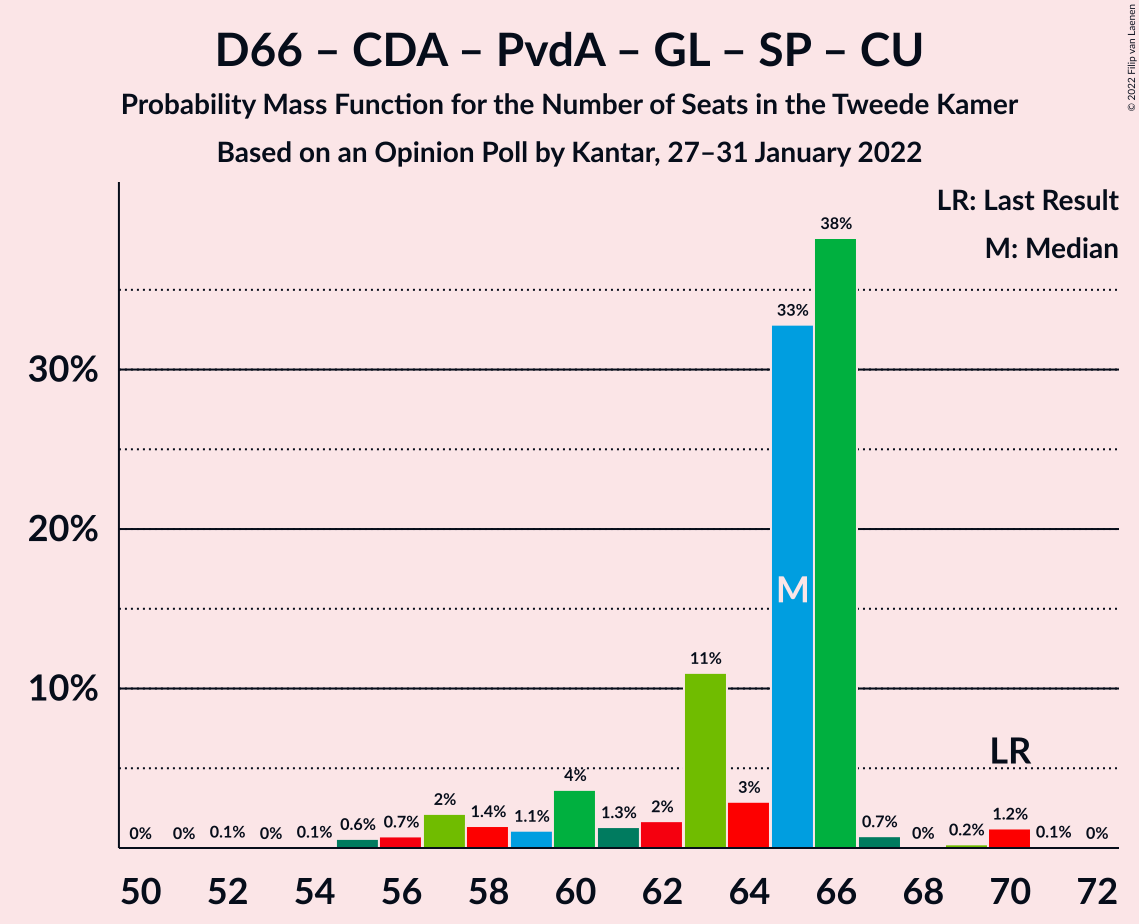 D66 – CDA – PvdA – GL – SP – CU
Probability Mass Function for the Number of Seats in the Tweede Kamer
Based on an Opinion Poll by Kantar, 27–31 January 2022
© 2022 Filip van Laenen
LR: Last Result
M: Median
30%
20%
10%
0%
0%
0.1%
0%
0.1%
0.6%
0.7%
2%
1.4%
1.1%
4%
1.3%
2%
11%
3%
33%
38%
0.7%
0%
0.2%
1.2%
0.1%
0%
M
LR
50 52 54 56 58 60 62 64 66 68 70 72